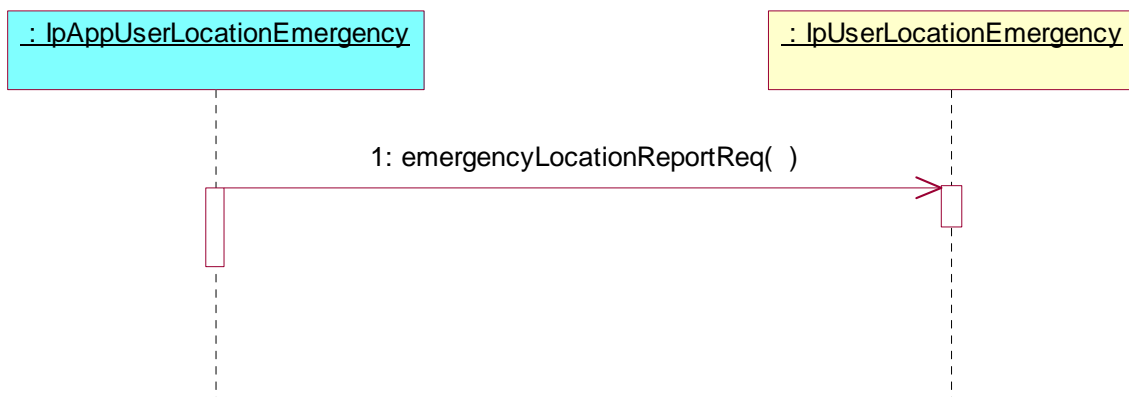 : IpAppUserLocationEmergency
: IpUserLocationEmergency
1: emergencyLocationReportReq(  )